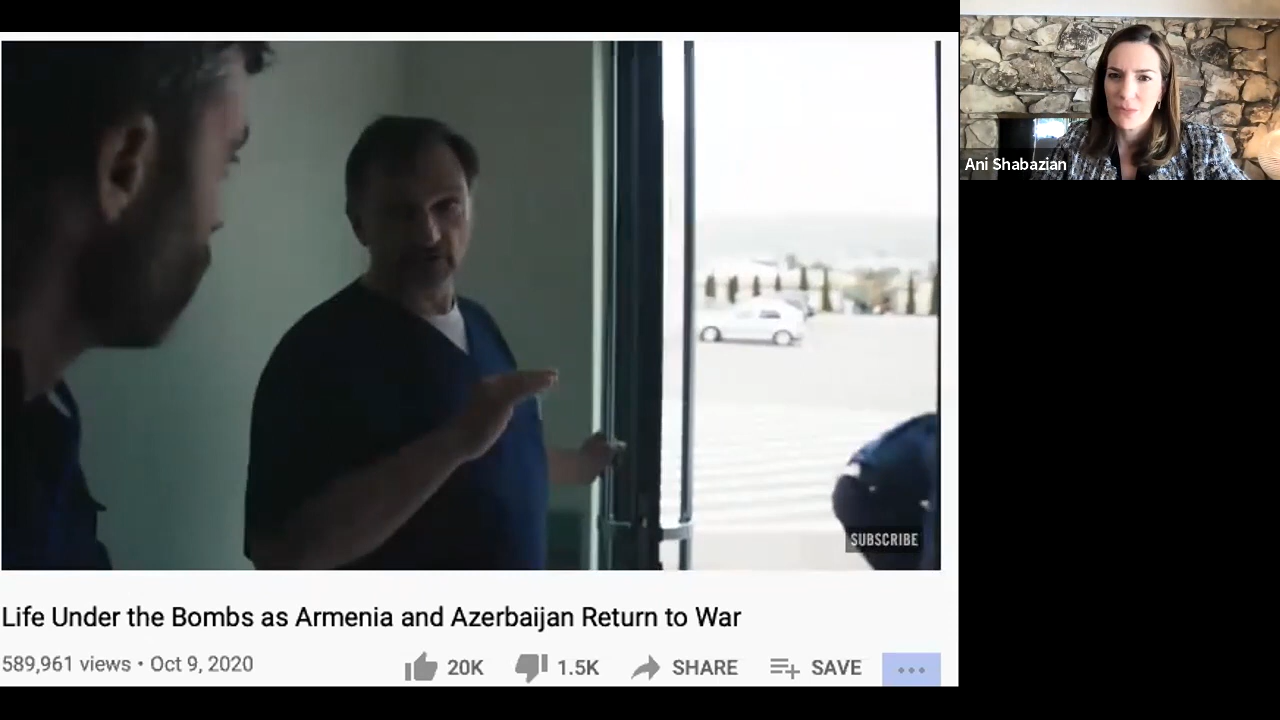 Ani Shabazian
SUBSCRIBE
Life Under the Bombs as Armenia and Azerbaijan Return to War
589,961 views • Oct 9, 2020 20K 1.5K SHARE SAVE